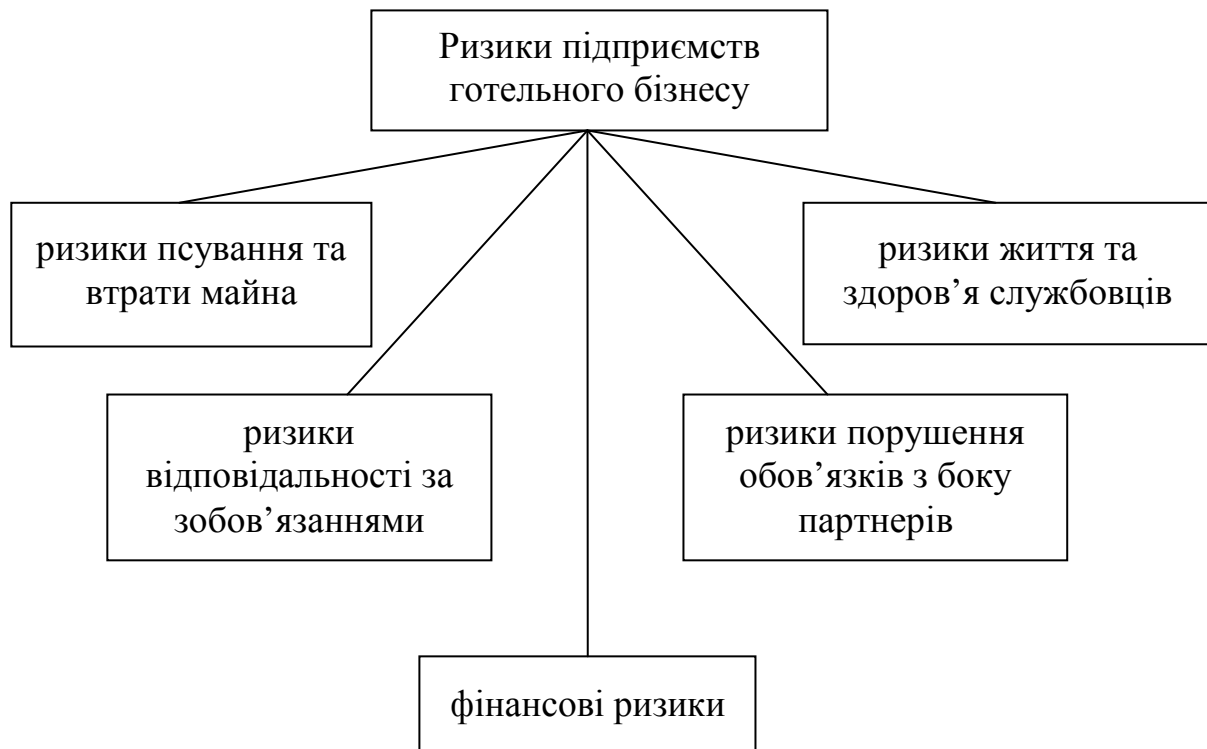 Ризики підприємств
готельного бізнесу
ризики псування та
втрати майна
ризики життя та
здоров’я службовців
ризики
відповідальності за
зобов’язаннями
ризики порушення
обов’язків з боку
партнерів
фінансові ризики